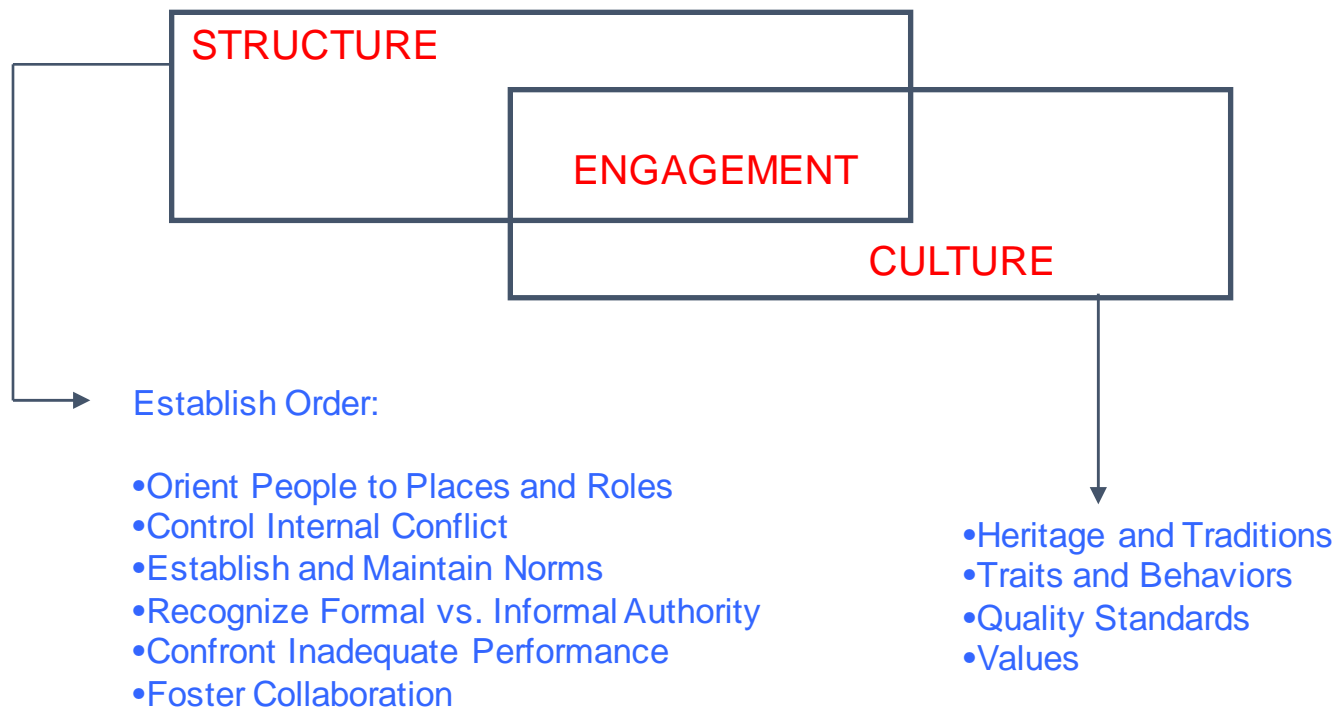 STRUCTURE
ENGAGEMENT
CULTURE
Establish Order:
•Orient People to Places and Roles
•Control Internal Conflict
•Establish and Maintain Norms
•Recognize Formal vs. Informal Authority
•Confront Inadequate Performance
•Foster Collaboration
•Heritage and Traditions
•Traits and Behaviors
•Quality Standards
•Values